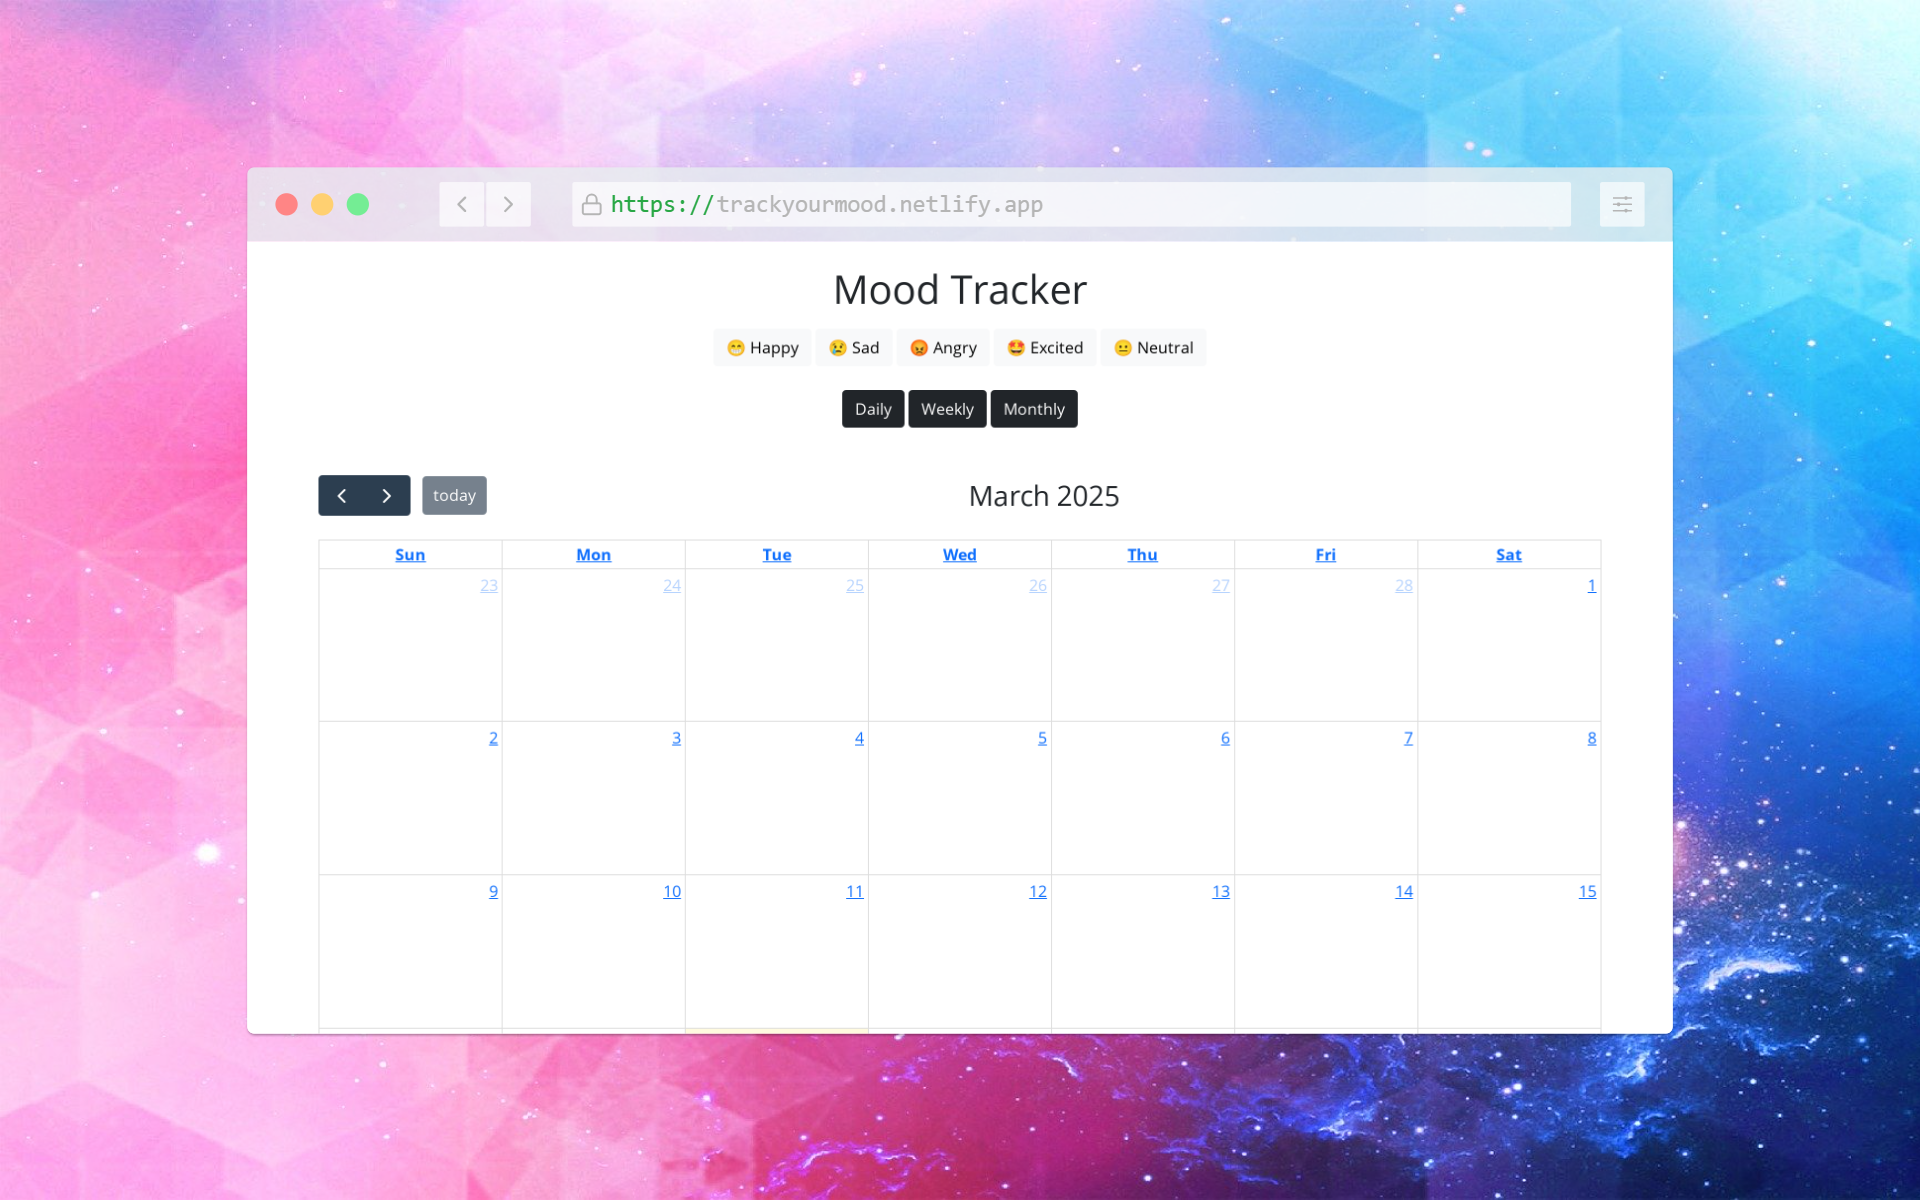 https://trackyourmood.netlify.app
Mood Tracker
😁 Happy 😢 Sad 😡 Angry 🤩 Excited 😐 Neutral
Daily Weekly Monthly
today March 2025
Sun Mon Tue Wed Thu Fri Sat
23 24 25 26 27 28 1
2 3 4 5 6 7 8
9 10 11 12 13 14 15